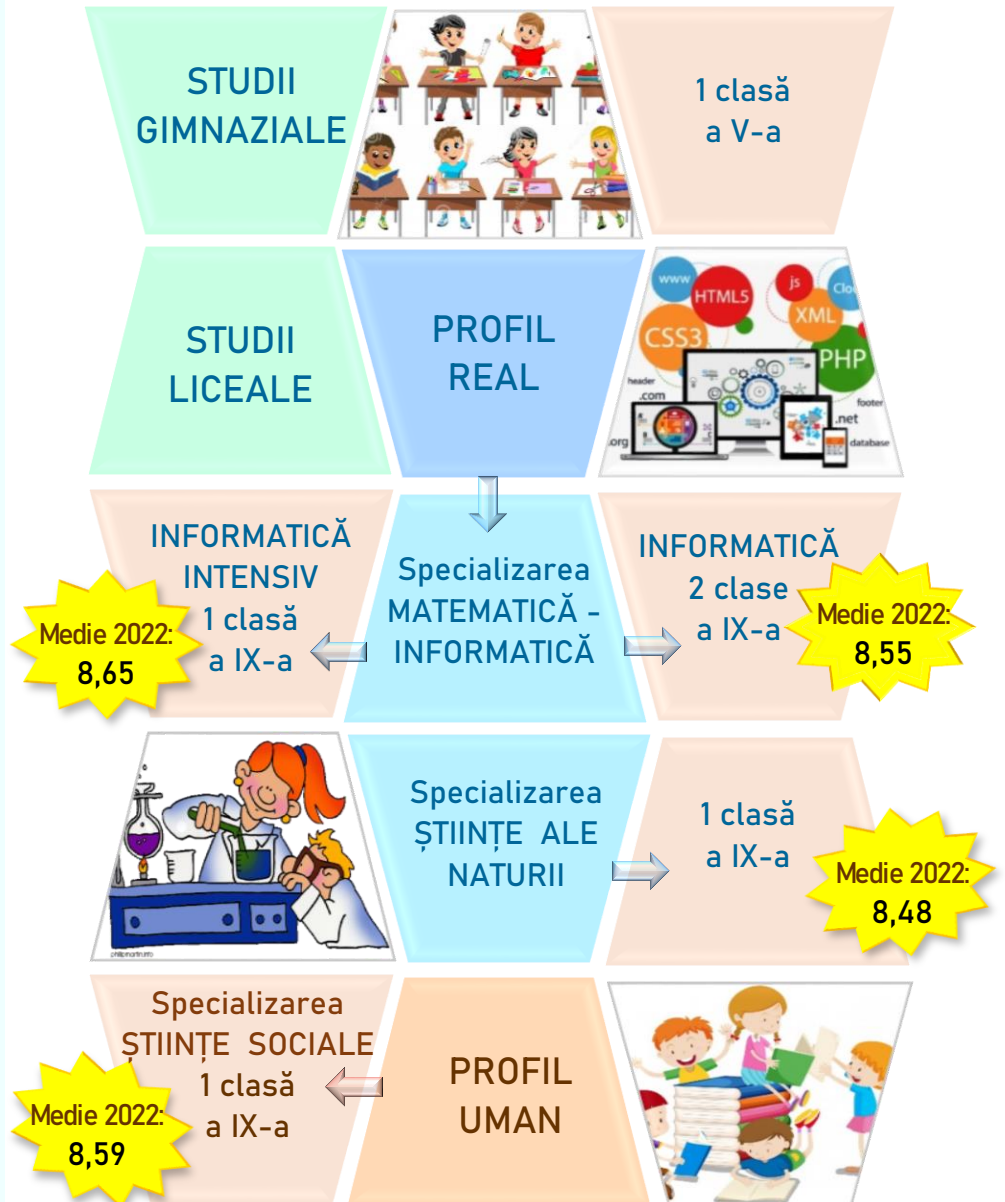 STUDII
GIMNAZIALE
1 clasă
a V-a
STUDII
LICEALE
PROFIL
REAL
www
HTML5
js
Clo
CSS3
XML
PHP
header
.com
footer
.net
.org
database
INFORMATICĂ
INTENSIV
1 clasă
a IX-a
Medie 2022:
8,65
Specializarea
MATEMATICĂ -
INFORMATICĂ
INFORMATICĂ
2 clase
a IX-a
Medie 2022:
8,55
Specializarea
ȘTIINȚE ALE
NATURII
1 clasă
a IX-a
Medie 2022:
8,48
Specializarea
ȘTIINȚE SOCIALE
1 clasă
a IX-a
Medie 2022:
8,59
PROFIL
UMAN